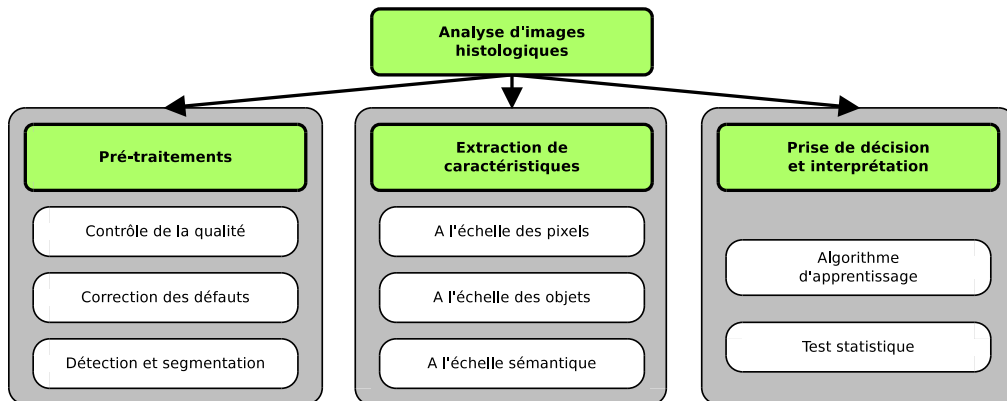 Analyse d'images
histologiques
Pré-traitements
Contrôle de la qualité
Correction des défauts
Détection et segmentation
Extraction de
caractéristiques
A l'échelle des pixels
A l'échelle des objets
A l'échelle sémantique
Prise de décision
et interprétation
Algorithme
d'apprentissage
Test statistique